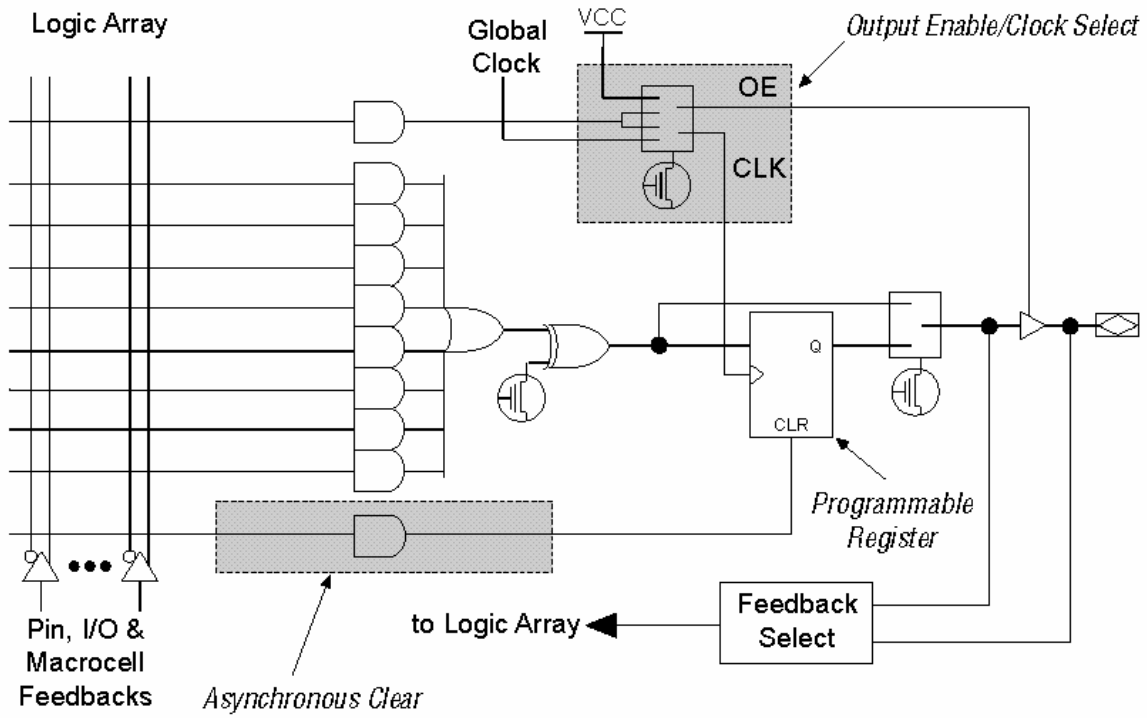 Logic Array
Global
Clock
VCC
Output Enable/Clock Select
OE
CLK
Q
CLR
Programmable
Register
Feedback
Select
to Logic Array
Pin, I/O &
Macrocell
Feedbacks
Asynchronous Clear